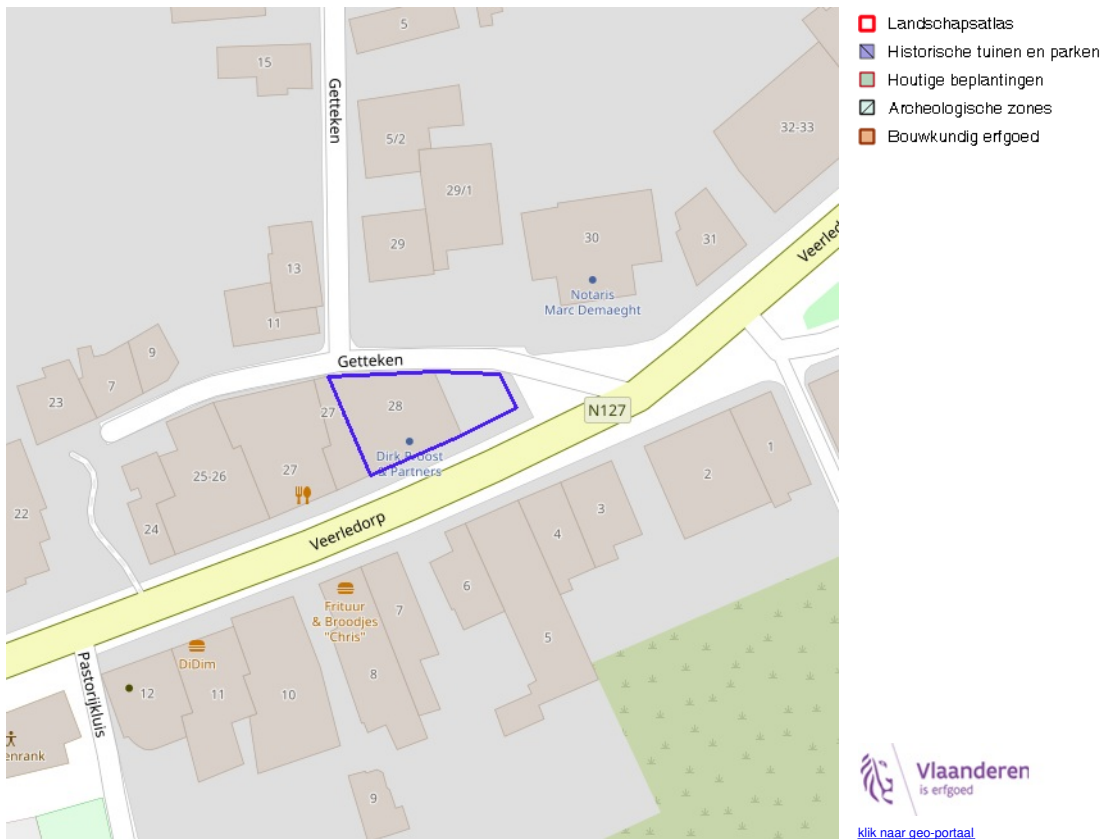 5
15
Getteken
5/2
32-33
29/1
29
30
31
Veerled
13
Notaris
Marc Demaeght
11
Getteken
9
7
23
28
27
N127
Dirk P oost
& Partners
25-26
27
1
2
22
24
3
4
Veerledorp
6
Frituur
& Broodjes
"Chris"
7
5
DiDim
Pastorijkluis
12
11
10
8
enrank
9
Landschapsatlas
Historische tuinen en parken
Houtige beplantingen
Archeologische zones
Bouwkundig erfgoed
Vlaanderen
is erfgoed
klik naar geo-portaal